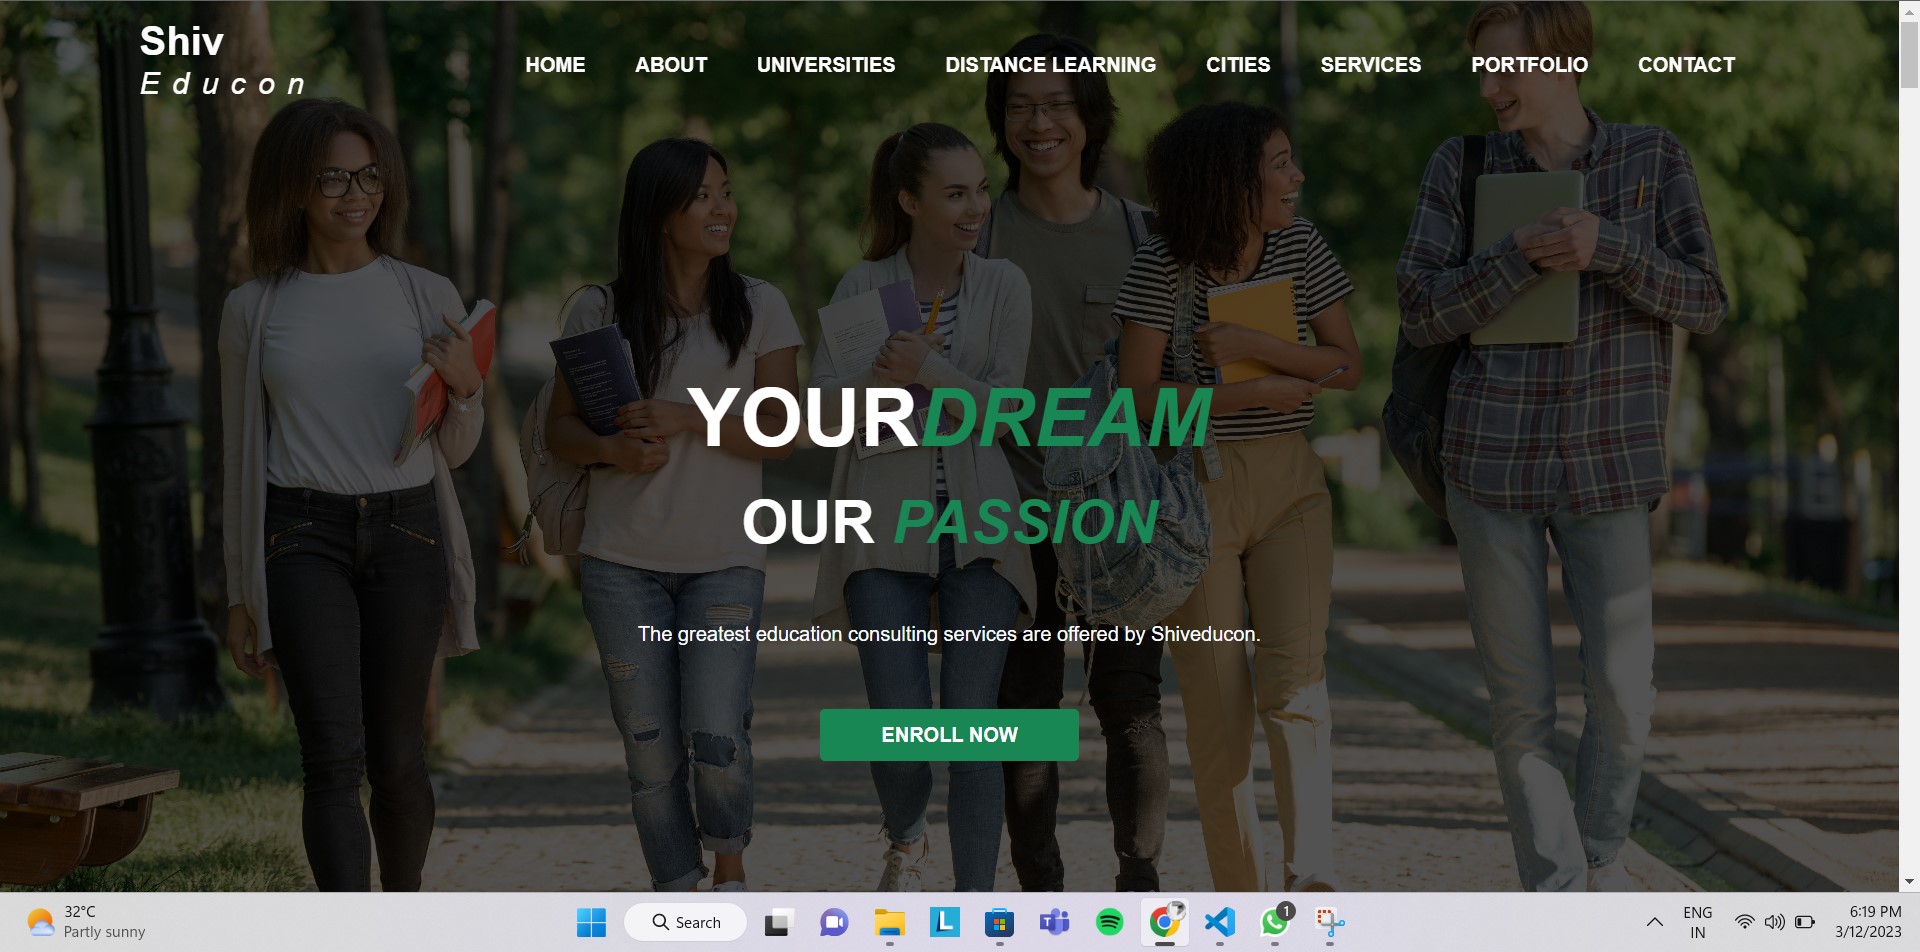 Shiv
Educon
HOME ABOUT UNIVERSITIES DISTANCE LEARNING CITIES SERVICES PORTFOLIO CONTACT
YOURDREAM
OUR PASSION
The greatest education consulting services are offered by Shiveducon.
ENROLL NOW
32°C
Partly sunny
Search
1
ENG
IN
6:19 PM
3/12/2023